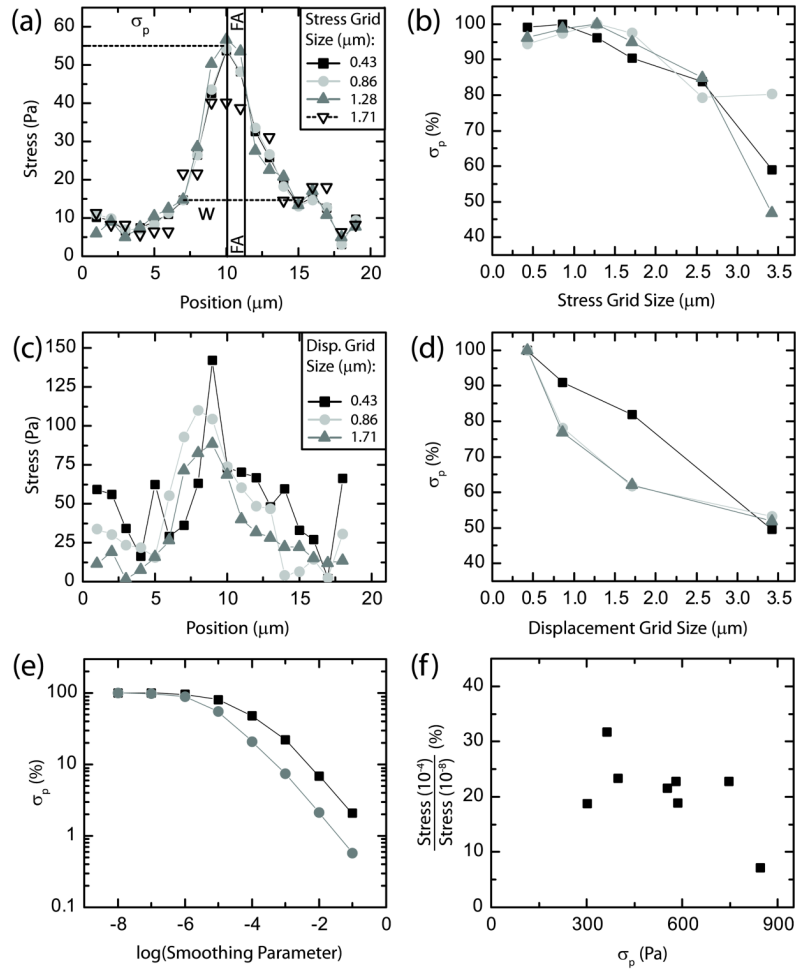 (a)
σp
FA
Stress Grid
Size (μm):
0.43
0.86
1.28
1.71
W
FA
60
50
40
30
20
10
0
Stress (Pa)
0 5 10 15 20
Position (μm)
(b)
100
90
80
70
60
50
40
σp (%)
0.0 0.5 1.0 1.5 2.0 2.5 3.0 3.5
Stress Grid Size (μm)
(c)
Disp. Grid
Size (μm):
0.43
0.86
1.71
150
125
100
75
50
25
0
Stress (Pa)
0 5 10 15 20
Position (μm)
(d)
100
90
80
70
60
50
40
σp (%)
0.0 0.5 1.0 1.5 2.0 2.5 3.0 3.5
Displacement Grid Size (μm)
(e)
100
10
1
0.1
σp (%)
-8 -6 -4 -2 0
log(Smoothing Parameter)
(f)
40
30
20
10
0
Stress (10⁻⁴)
Stress (10⁻⁸)
(%)
0 300 600 900
σp (Pa)